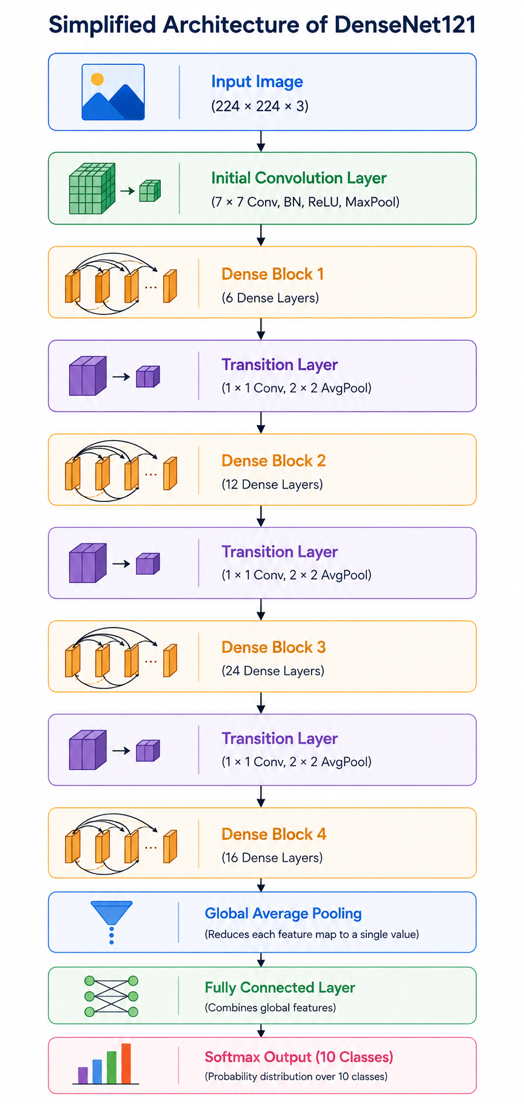 Simplified Architecture of DenseNet121
Input Image
(224 × 224 × 3)
Initial Convolution Layer
(7 × 7 Conv, BN, ReLU, MaxPool)
Dense Block 1
(6 Dense Layers)
Transition Layer
(1 × 1 Conv, 2 × 2 AvgPool)
Dense Block 2
(12 Dense Layers)
Transition Layer
(1 × 1 Conv, 2 × 2 AvgPool)
Dense Block 3
(24 Dense Layers)
Transition Layer
(1 × 1 Conv, 2 × 2 AvgPool)
Dense Block 4
(16 Dense Layers)
Global Average Pooling
(Reduces each feature map to a single value)
Fully Connected Layer
(Combines global features)
Softmax Output (10 Classes)
(Probability distribution over 10 classes)